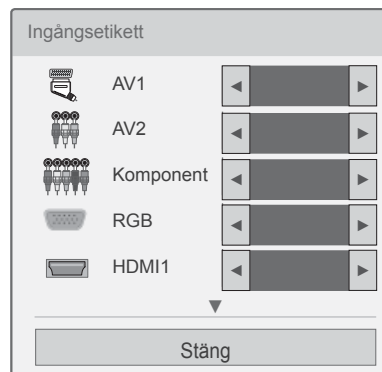 Ingångsetikett
AV1
AV2
Komponent
RGB
HDMI1
Stäng